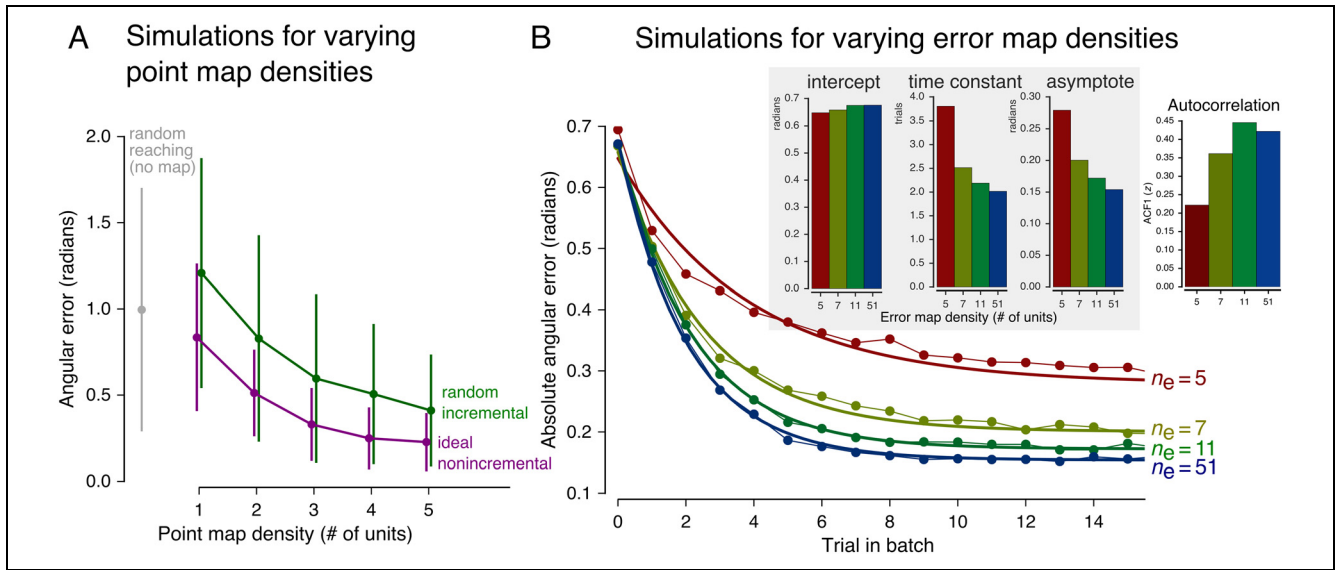 A
Simulations for varying
point map densities
2.0
1.5
1.0
0.5
0.0
Angular error (radians)
random
reaching
(no map)
random
incremental
ideal
nonincremental
1 2 3 4 5
Point map density (# of units)
B
Simulations for varying error map densities
0.7
0.6
0.5
0.4
0.3
0.2
0.1
Absolute angular error (radians)
0 2 4 6 8 10 12 14
Trial in batch
ne = 5
ne = 7
ne = 11
ne = 51
intercept
radians
0.7
0.6
0.5
0.4
0.3
0.2
0.1
0.0
5 7 11 51
time constant
trials
4.0
3.5
3.0
2.5
2.0
1.5
1.0
0.5
0.0
5 7 11 51
asymptote
radians
0.30
0.25
0.20
0.15
0.10
0.05
0.00
5 7 11 51
Error map density (# of units)
Autocorrelation
ACF1 (z)
0.45
0.40
0.35
0.30
0.25
0.20
0.15
0.10
0.05
0.00
5 7 11 51